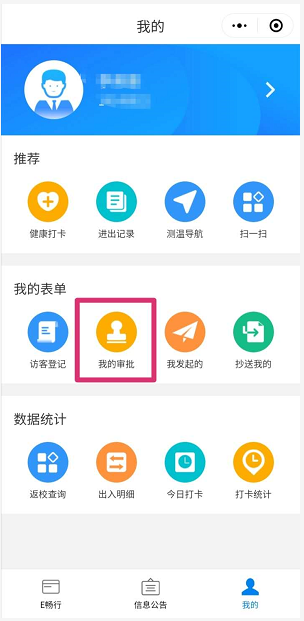 我的
推荐
健康打卡 进出记录 测温导航 扫一扫
我的表单
访客登记 我的审批 我发起的 抄送我的
数据统计
返校查询 出入明细 今日打卡 打卡统计
E畅行 信息公告 我的